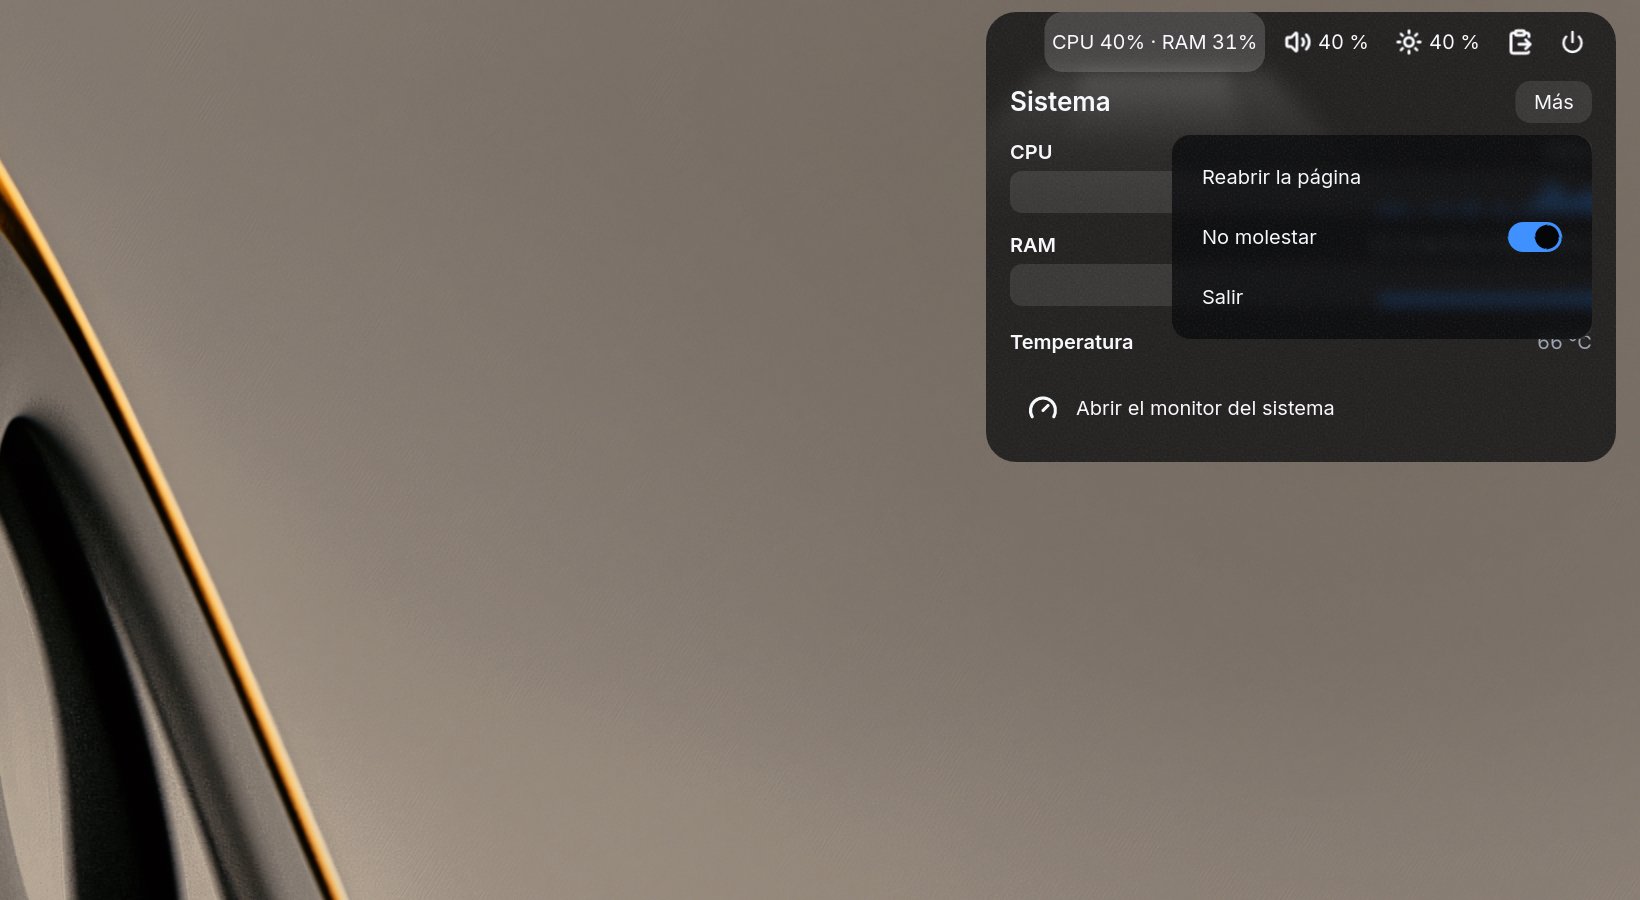 CPU 40% · RAM 31%
40 %
40 %
Sistema
Más
CPU
Reabrir la página
No molestar
RAM
Salir
Temperatura
66 °C
Abrir el monitor del sistema